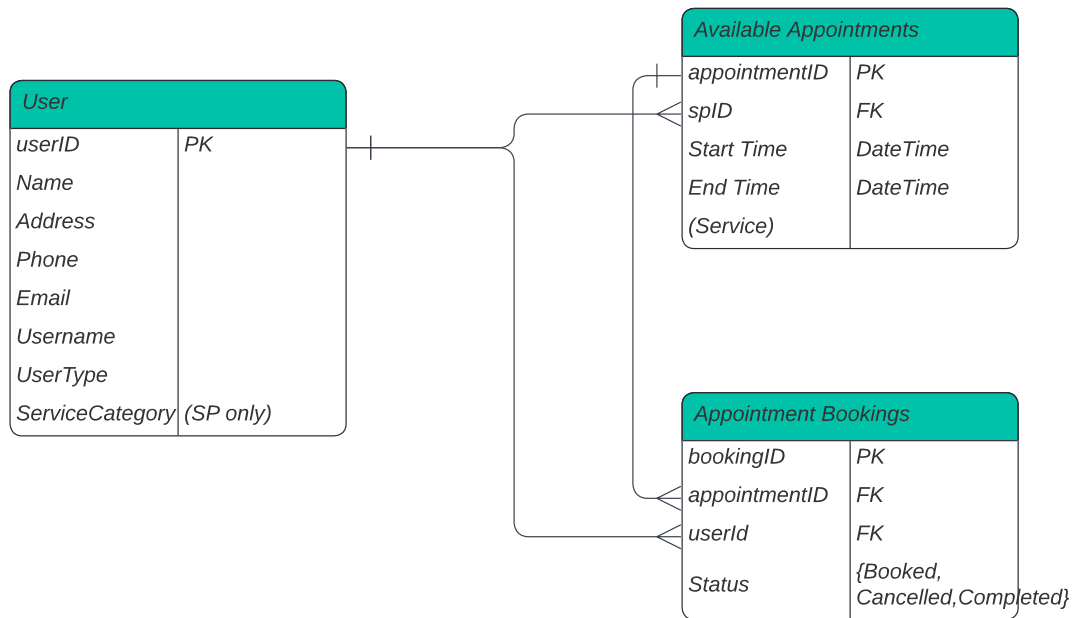 User
userID PK
Name
Address
Phone
Email
Username
UserType
ServiceCategory (SP only)
Available Appointments
appointmentID PK
spID FK
Start Time DateTime
End Time DateTime
(Service)
Appointment Bookings
bookingID PK
appointmentID FK
userId FK
Status {Booked,
Cancelled,Completed}